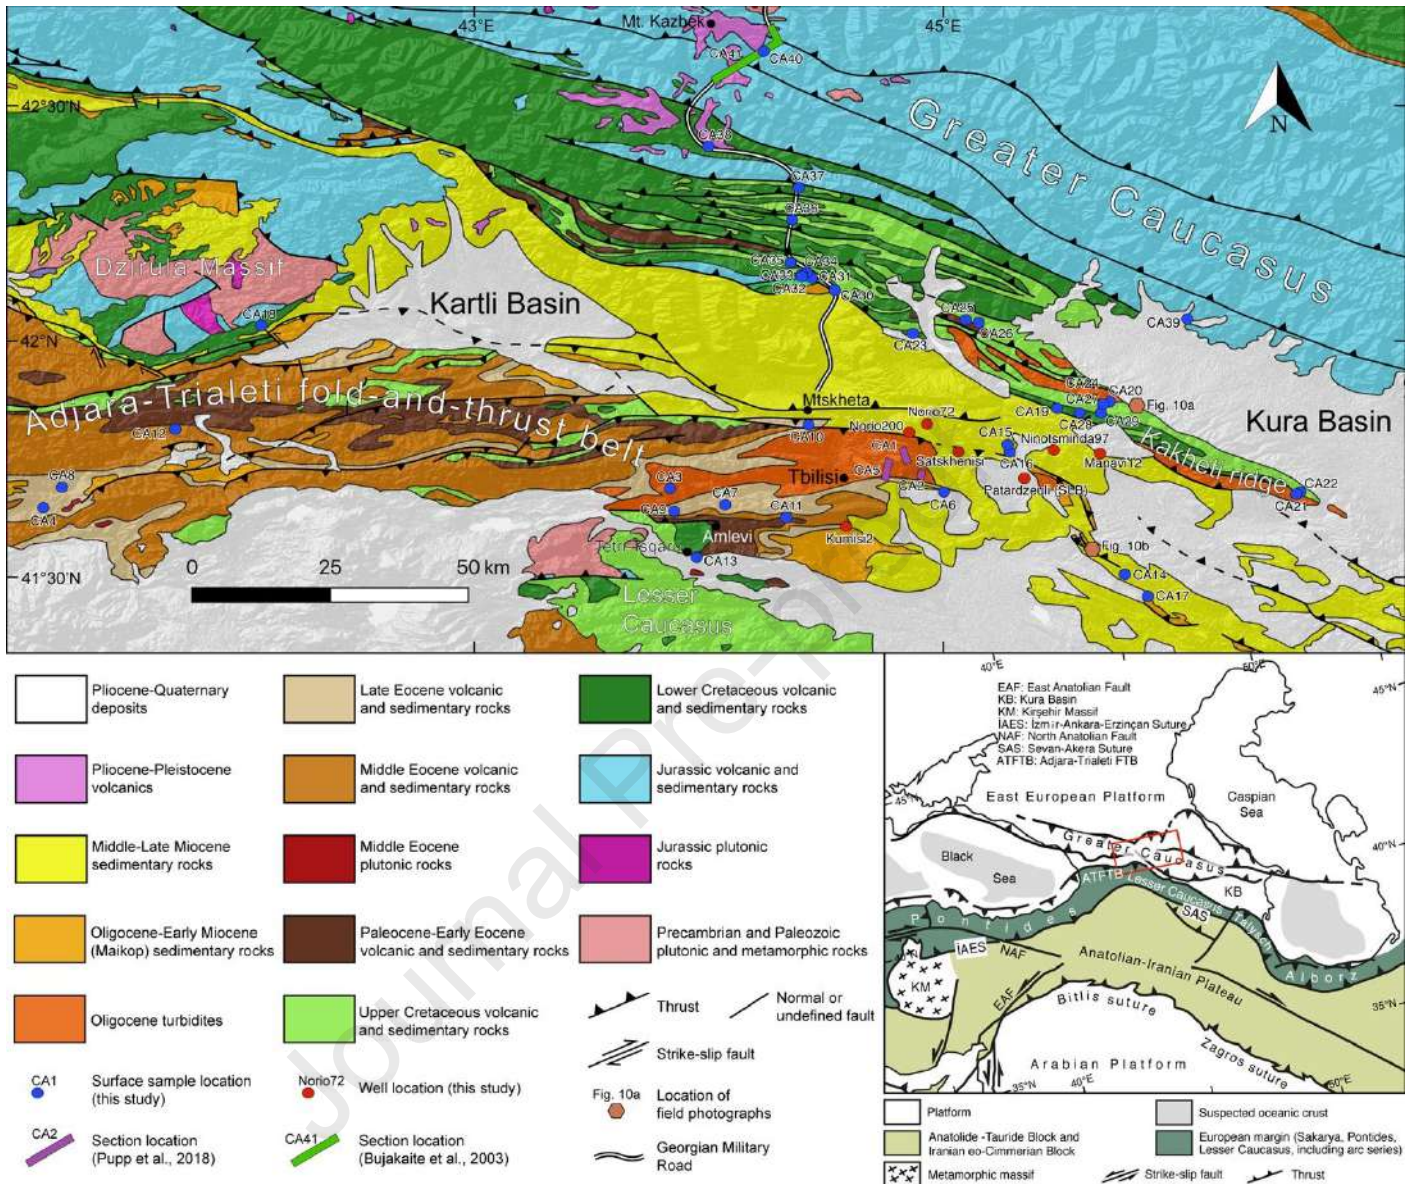 43°E
45°E
Mt. Kazbek
CA41
CA40
42°30'N
Greater Caucasus
N
CA38
CA37
CA36
Dzirula Massif
CA35
CA34
CA33
CA31
CA32
CA30
Kartli Basin
CA18
CA25
CA26
CA39
CA23
42°N
Adjara-Trialeti fold-and-thrust belt
CA24
CA20
CA27
Fig. 10a
Mtskheta
CA19
CA28
CA29
Kura Basin
Norio72
CA12
CA10
Norio200
CA15
Ninotsminda97
Kakheti ridge
CA1
Satskhenisi
CA16
Manavi12
CA8
CA3
Tbilisi
CA5
CA2
CA6
Patardzeuli (SLB)
CA22
CA21
CA4
CA7
CA9
CA11
Amlevi
Kumisi2
Tetri-Tsqaro
CA13
Fig. 10b
CA14
CA17
41°30'N
0 25 50 km
Lesser
Caucasus
Journal Pre-proof
Pliocene-Quaternary
deposits
Late Eocene volcanic
and sedimentary rocks
Lower Cretaceous volcanic
and sedimentary rocks
Pliocene-Pleistocene
volcanics
Middle Eocene volcanic
and sedimentary rocks
Jurassic volcanic and
sedimentary rocks
Middle-Late Miocene
sedimentary rocks
Middle Eocene
plutonic rocks
Jurassic plutonic
rocks
Oligocene-Early Miocene
(Maikop) sedimentary rocks
Paleocene-Early Eocene
volcanic and sedimentary rocks
Precambrian and Paleozoic
plutonic and metamorphic rocks
Oligocene turbidites
Upper Cretaceous volcanic
and sedimentary rocks
Thrust
Normal or
undefined fault
Strike-slip fault
CA1
Surface sample location
(this study)
Norio72
Well location (this study)
Fig. 10a
Location of
field photographs
CA2
Section location
(Pupp et al., 2018)
CA41
Section location
(Bujakaite et al., 2003)
Georgian Military
Road
40°E
50°E
45°N
EAF: East Anatolian Fault
KB: Kura Basin
KM: Kirşehir Massif
İAES: İzmir-Ankara-Erzinçan Suture
NAF: North Anatolian Fault
SAS: Sevan-Akera Suture
ATFTB: Adjara-Trialeti FTB
45°N
East European Platform
Caspian
Sea
Greater Caucasus
40°N
Black
Sea
ATFTB
Lesser Caucasus
KB
Talysch
Pontides
SAS
İAES
NAF
Anatolian-Iranian Plateau
Alborz
KM
EAF
Bitlis suture
35°N
Zagros suture
Arabian Platform
35°N
40°E
50°E
Platform
Suspected oceanic crust
Anatolide -Tauride Block and
Iranian eo-Cimmerian Block
European margin (Sakarya, Pontides,
Lesser Caucasus, including arc series)
Metamorphic massif
Strike-slip fault
Thrust